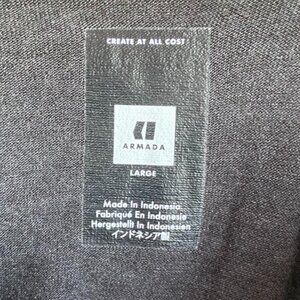 CREATE AT ALL COST
ARMADA
LARGE
Made In Indonesia
Fabriqué En Indonesie
Hergestellt In Indonesien
インドネシア製